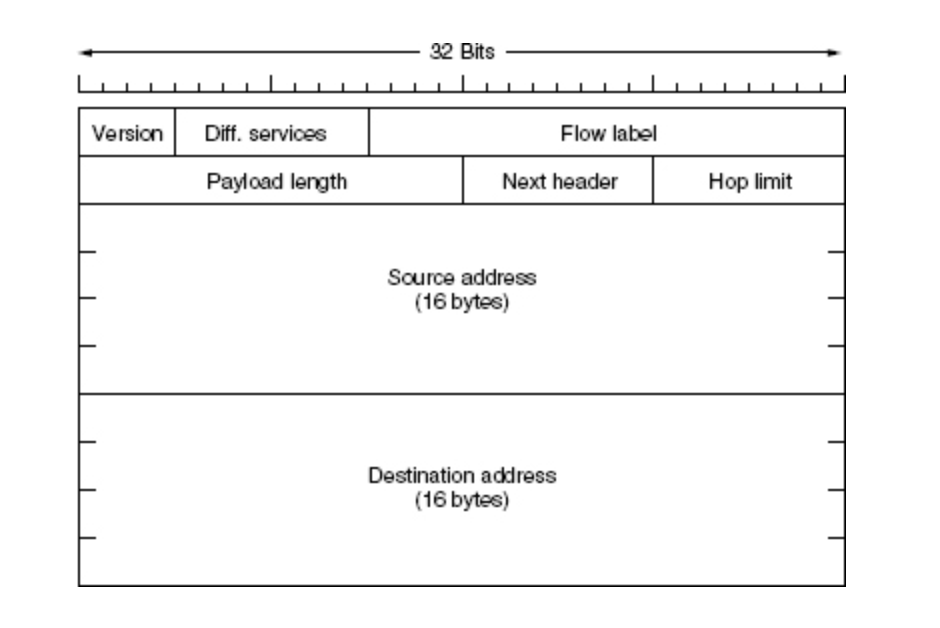 32 Bits
Version Diff. services Flow label
Payload length Next header Hop limit
Source address
(16 bytes)
Destination address
(16 bytes)